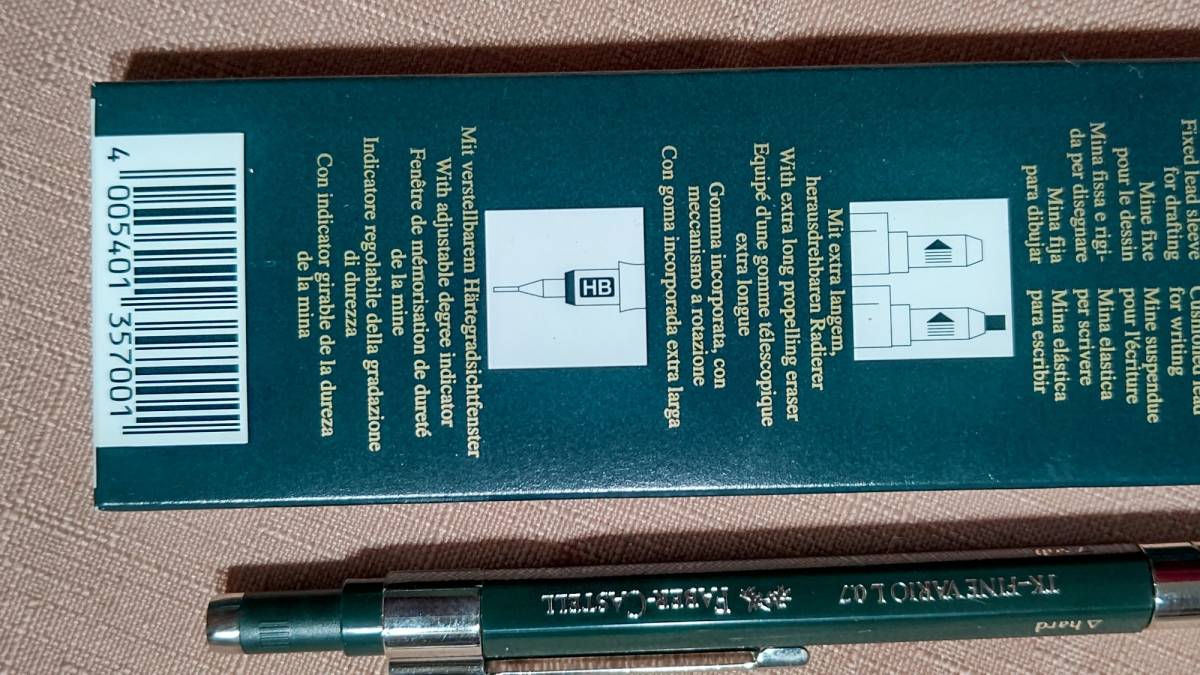 Fixed lead sleeve
for drafting
Mine fixe
pour le dessin
Mina fissa e rigi-
da per disegnare
Mina fija
para dibujar
for writing
Mine suspendue
pour l'écriture
Mina elastica
per scrivere
Mina elástica
para escribir
Mit extra langem,
herausdrehbaren Radierer
With extra long propelling eraser
Equipé d'une gomme télescopique
extra longue
Gomma incorporata, con
meccanismo a rotazione
Con goma incorporada extra larga
HB
Mit verstellbarem Härtegradsichfenster
With adjustable degree indicator
Fenêtre de mémorisation de dureté
de la mine
Indicatore regolabile della gradazione
di durezza
Con indicator girable de la dureza
de la mina
4 005401 357001
FABER-CASTELL
TK-FINE VARIO L 0.7
hard